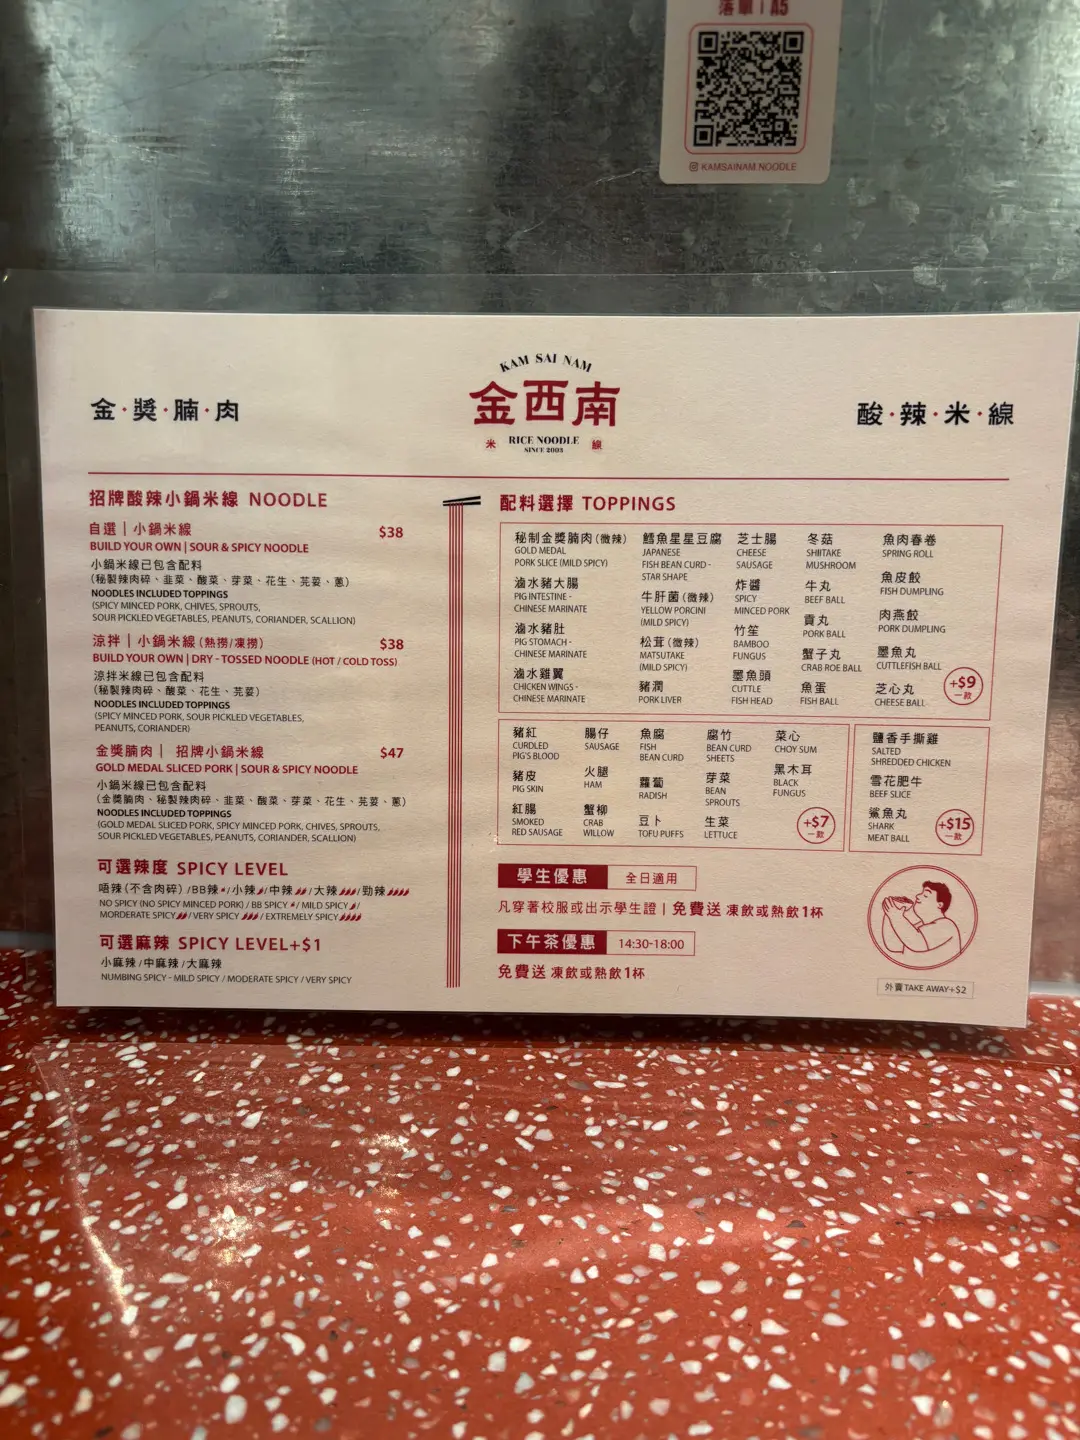 落單 | A5
KAMSAINAM.NOODLE
KAM SAI NAM
金西南
米 RICE NOODLE 線
SINCE 2003
金·獎·腩·肉
酸·辣·米·線
招牌酸辣小鍋米線 NOODLE
自選 | 小鍋米線 $38
BUILD YOUR OWN | SOUR & SPICY NOODLE
小鍋米線已包含配料
（秘製辣肉碎、韭菜、酸菜、芽菜、花生、芫荽、蔥）
NOODLES INCLUDED TOPPINGS
(SPICY MINCED PORK, CHIVES, SPROUTS,
SOUR PICKLED VEGETABLES, PEANUTS, CORIANDER, SCALLION)
涼拌 | 小鍋米線（熱撈/凍撈） $38
BUILD YOUR OWN | DRY - TOSSED NOODLE (HOT / COLD TOSS)
涼拌米線已包含配料
（秘製辣肉碎、酸菜、花生、芫荽）
NOODLES INCLUDED TOPPINGS
(SPICY MINCED PORK, SOUR PICKLED VEGETABLES,
PEANUTS, CORIANDER)
金獎腩肉 | 招牌小鍋米線 $47
GOLD MEDAL SLICED PORK | SOUR & SPICY NOODLE
小鍋米線已包含配料
（金獎腩肉、秘製辣肉碎、韭菜、酸菜、芽菜、花生、芫荽、蔥）
NOODLES INCLUDED TOPPINGS
(GOLD MEDAL SLICED PORK, SPICY MINCED PORK, CHIVES, SPROUTS,
SOUR PICKLED VEGETABLES, PEANUTS, CORIANDER, SCALLION)
可選辣度 SPICY LEVEL
唔辣（不含肉碎）/BB辣/小辣/中辣/大辣/勁辣
NO SPICY (NO SPICY MINCED PORK) / BB SPICY / MILD SPICY /
MORDERATE SPICY / VERY SPICY / EXTREMELY SPICY
可選麻辣 SPICY LEVEL+$1
小麻辣/中麻辣/大麻辣
NUMBING SPICY - MILD SPICY / MODERATE SPICY / VERY SPICY
配料選擇 TOPPINGS
秘制金獎腩肉（微辣）
GOLD MEDAL
PORK SLICE (MILD SPICY)
滷水豬大腸
PIG INTESTINE -
CHINESE MARINATE
滷水豬肚
PIG STOMACH -
CHINESE MARINATE
滷水雞翼
CHICKEN WINGS -
CHINESE MARINATE
鱈魚星星豆腐
JAPANESE
FISH BEAN CURD -
STAR SHAPE
牛肝菌（微辣）
YELLOW PORCINI
(MILD SPICY)
松茸（微辣）
MATSUTAKE
(MILD SPICY)
豬潤
PORK LIVER
芝士腸
CHEESE
SAUSAGE
炸醬
SPICY
MINCED PORK
竹笙
BAMBOO
FUNGUS
墨魚頭
CUTTLE
FISH HEAD
冬菇
SHIITAKE
MUSHROOM
牛丸
BEEF BALL
貢丸
PORK BALL
蟹子丸
CRAB ROE BALL
魚蛋
FISH BALL
魚肉春卷
SPRING ROLL
魚皮餃
FISH DUMPLING
肉燕餃
PORK DUMPLING
墨魚丸
CUTTLEFISH BALL
芝心丸
CHEESE BALL
+$9
一款
豬紅
CURDLED
PIG'S BLOOD
豬皮
PIG SKIN
紅腸
SMOKED
RED SAUSAGE
腸仔
SAUSAGE
火腿
HAM
蟹柳
CRAB
WILLOW
魚腐
FISH
BEAN CURD
蘿蔔
RADISH
豆卜
TOFU PUFFS
腐竹
BEAN CURD
SHEETS
芽菜
BEAN
SPROUTS
生菜
LETTUCE
菜心
CHOY SUM
黑木耳
BLACK
FUNGUS
+$7
一款
鹽香手撕雞
SALTED
SHREDDED CHICKEN
雪花肥牛
BEEF SLICE
鯊魚丸
SHARK
MEAT BALL
+$15
一款
學生優惠 全日適用
凡穿著校服或出示學生證 | 免費送 凍飲或熱飲1杯
下午茶優惠 14:30-18:00
免費送 凍飲或熱飲1杯
外賣TAKE AWAY+$2